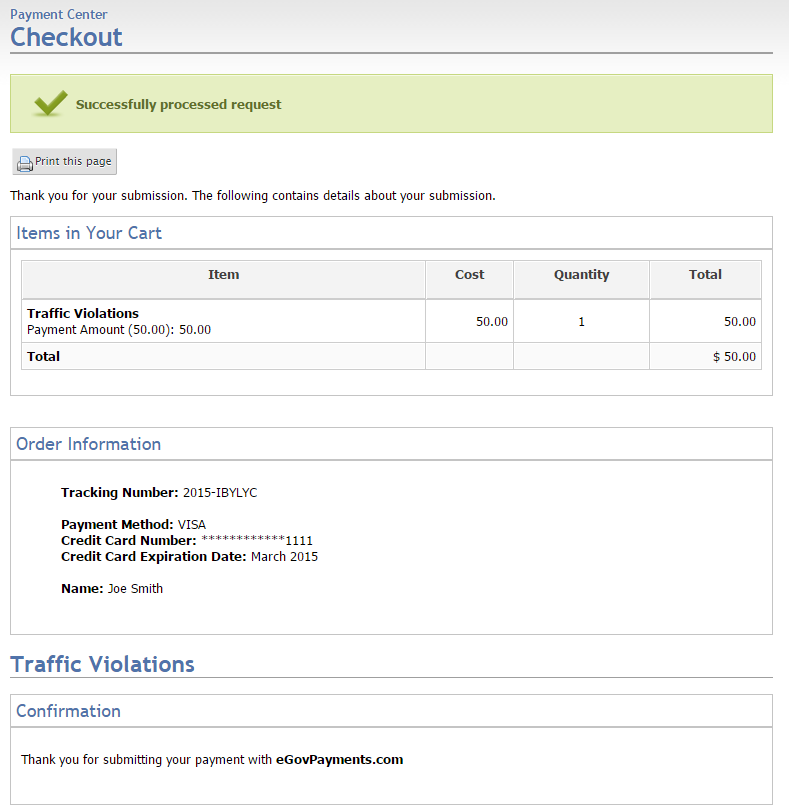 Payment Center
Checkout
Successfully processed request
Print this page
Thank you for your submission. The following contains details about your submission.
Items in Your Cart
Item Cost Quantity Total
Traffic Violations
Payment Amount (50.00): 50.00 50.00 1 50.00
Total $ 50.00
Order Information
Tracking Number: 2015-IBYLYC
Payment Method: VISA
Credit Card Number: ************1111
Credit Card Expiration Date: March 2015
Name: Joe Smith
Traffic Violations
Confirmation
Thank you for submitting your payment with eGovPayments.com